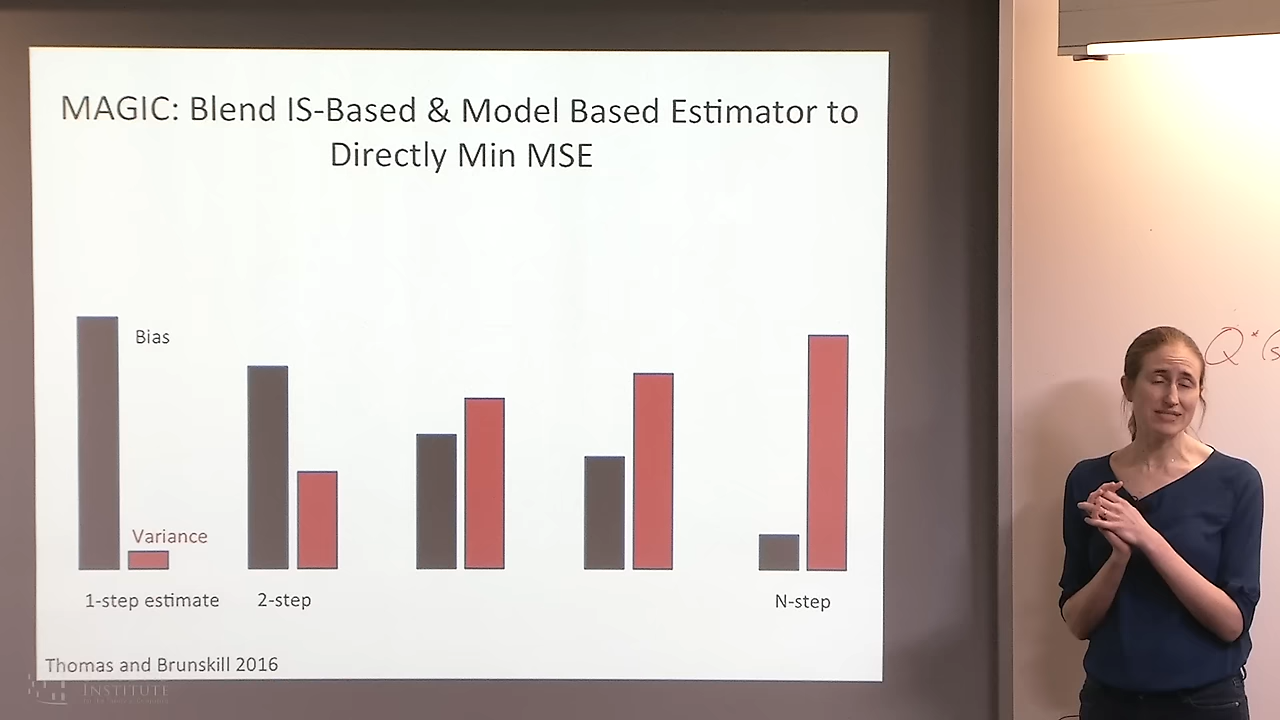 MAGIC: Blend IS-Based & Model Based Estimator to
Directly Min MSE
Bias
Variance
1-step estimate
2-step
N-step
Thomas and Brunskill 2016
INSTITUTE
Q*(s